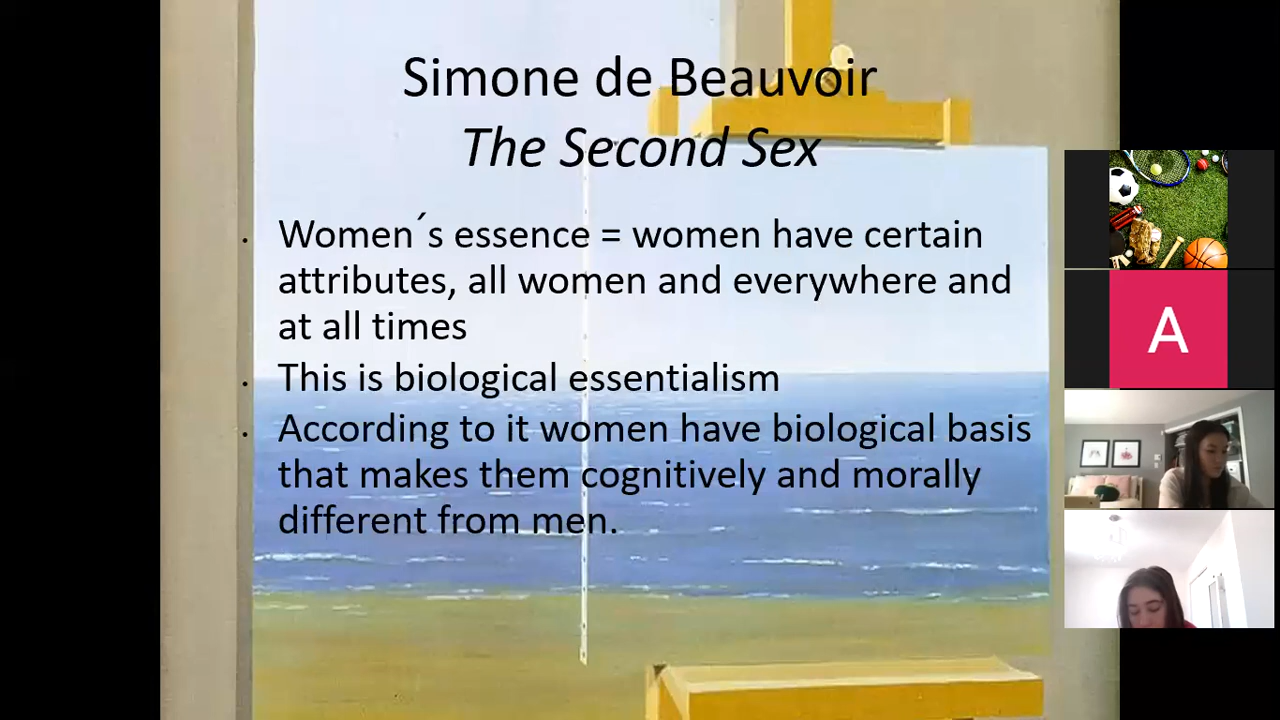 Simone de Beauvoir
The Second Sex
• Women´s essence = women have certain
attributes, all women and everywhere and
at all times
• This is biological essentialism
• According to it women have biological basis
that makes them cognitively and morally
different from men.
A